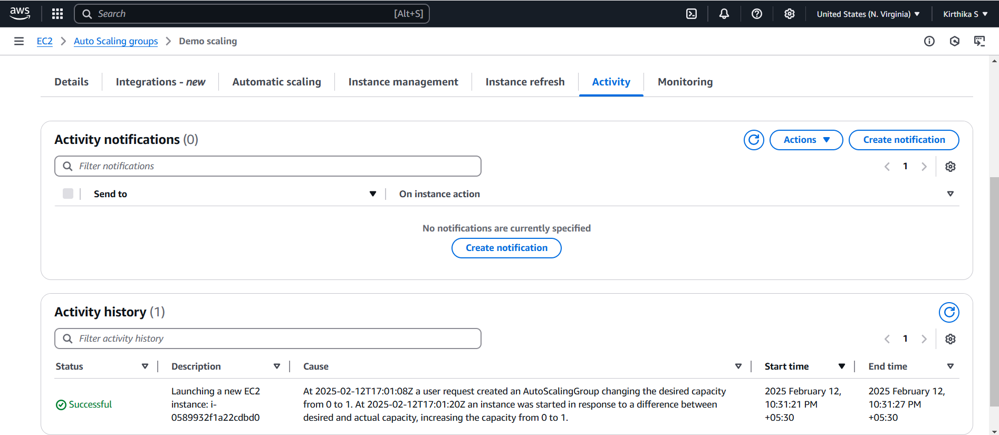 aws Search [Alt+S] United States (N. Virginia) Kirthika S
EC2 Auto Scaling groups Demo scaling
Details Integrations - new Automatic scaling Instance management Instance refresh Activity Monitoring
Activity notifications (0) Actions Create notification
Filter notifications 1
Send to On instance action
No notifications are currently specified
Create notification
Activity history (1)
Filter activity history 1
Status Description Cause Start time End time
Successful
Launching a new EC2
instance: i-
0589932f1a22cdbd0
At 2025-02-12T17:01:08Z a user request created an AutoScalingGroup changing the desired capacity
from 0 to 1. At 2025-02-12T17:01:20Z an instance was started in response to a difference between
desired and actual capacity, increasing the capacity from 0 to 1.
2025 February 12,
10:31:21 PM
+05:30
2025 February 12,
10:31:27 PM
+05:30